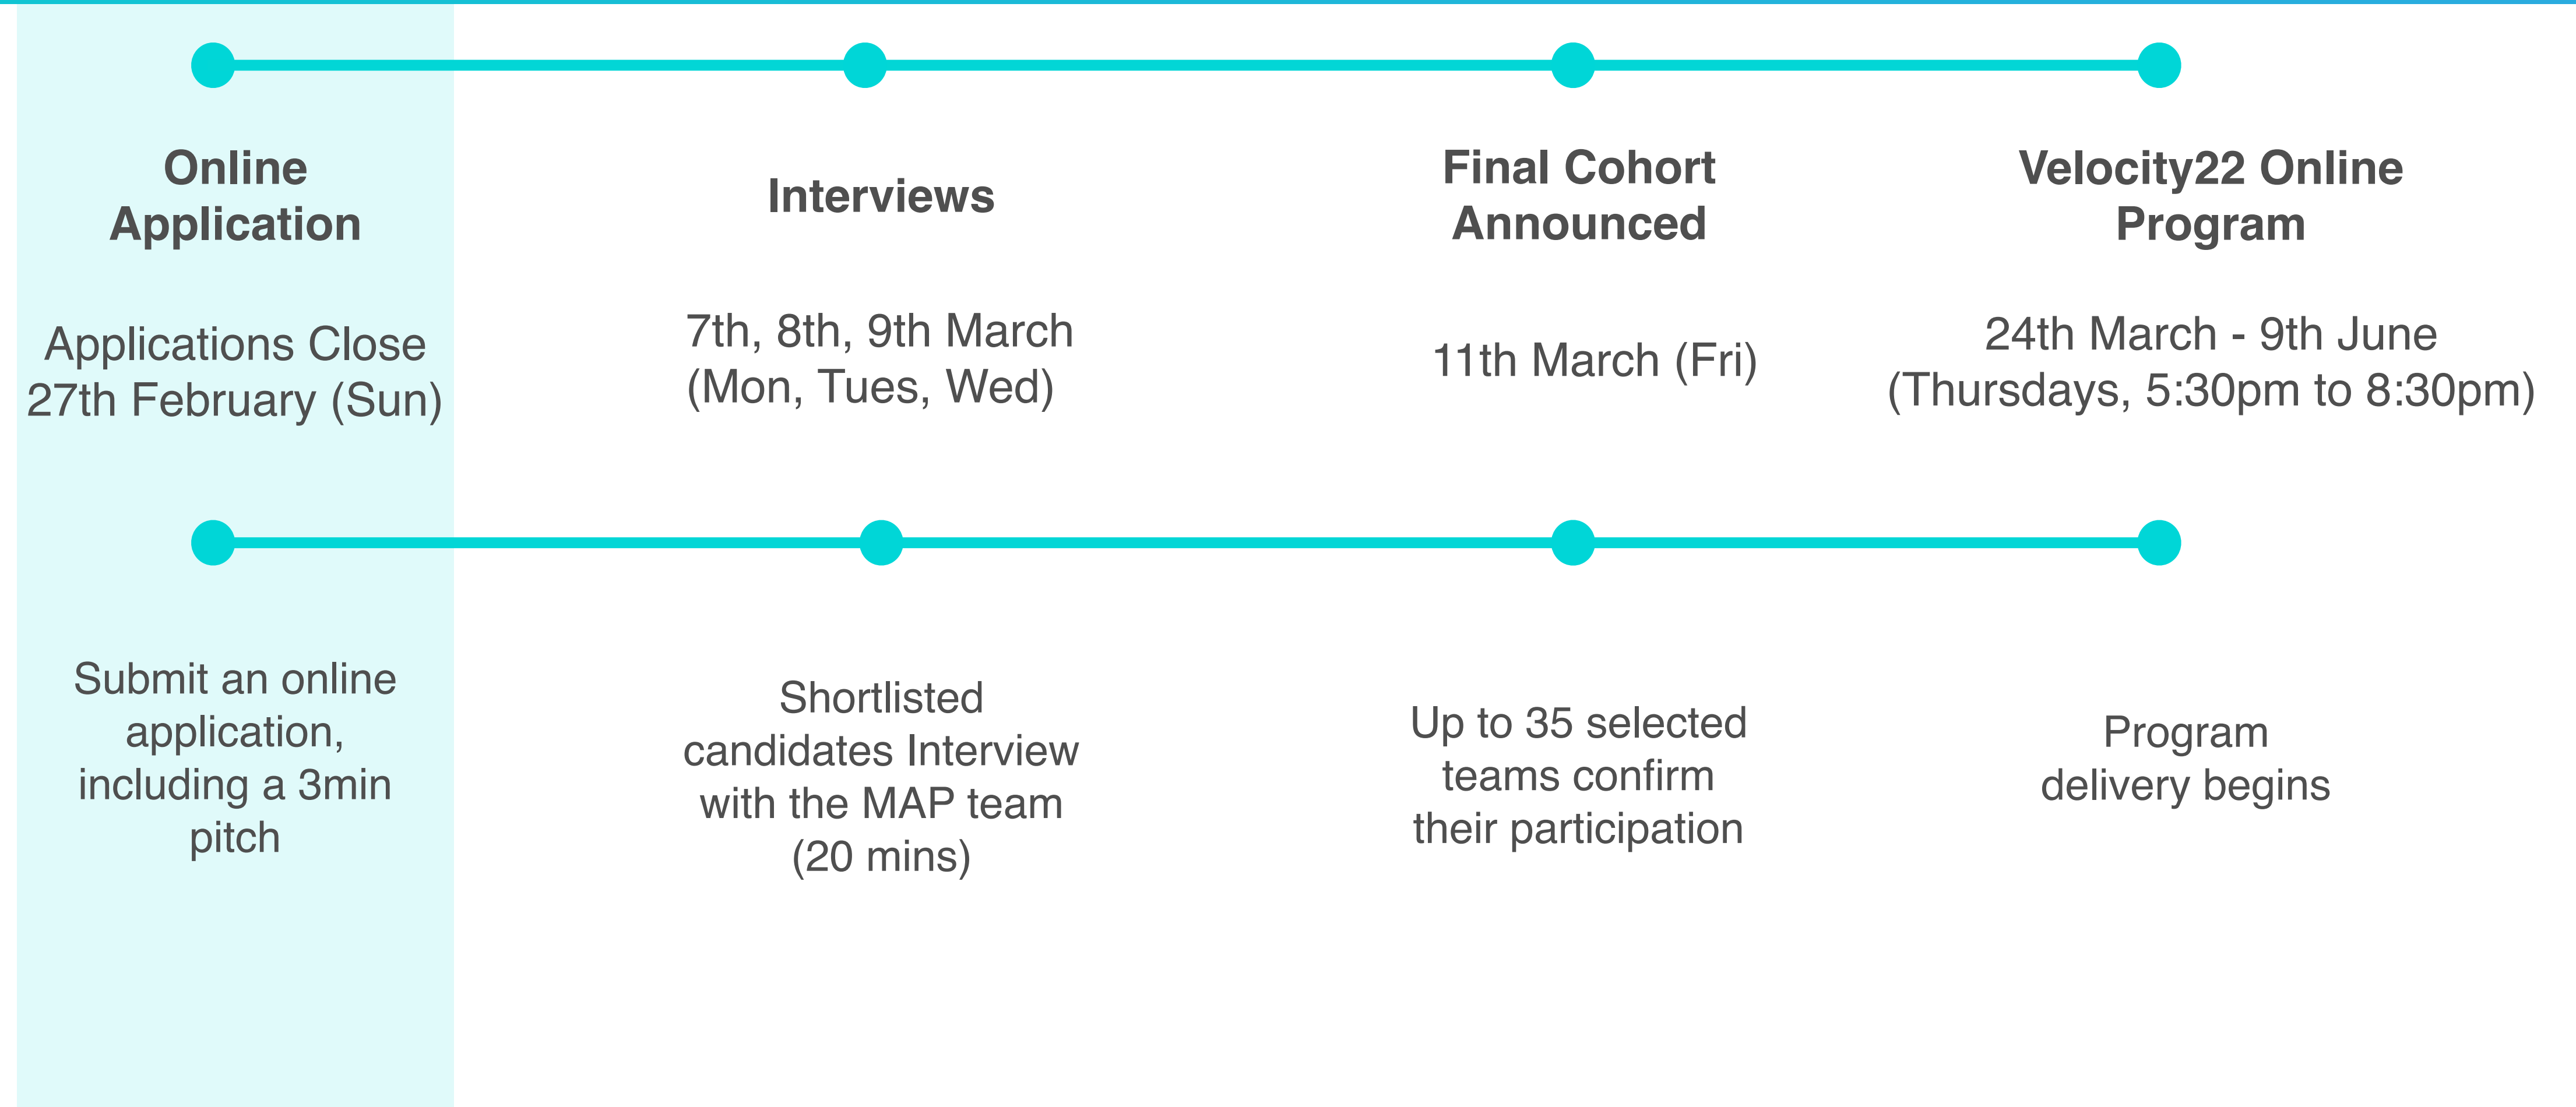 Online
Application
Interviews
Final Cohort
Announced
Velocity22 Online
Program
Applications Close
27th February (Sun)
7th, 8th, 9th March
(Mon, Tues, Wed)
11th March (Fri)
24th March - 9th June
(Thursdays, 5:30pm to 8:30pm)
Submit an online
application,
including a 3min
pitch
Shortlisted
candidates Interview
with the MAP team
(20 mins)
Up to 35 selected
teams confirm
their participation
Program
delivery begins